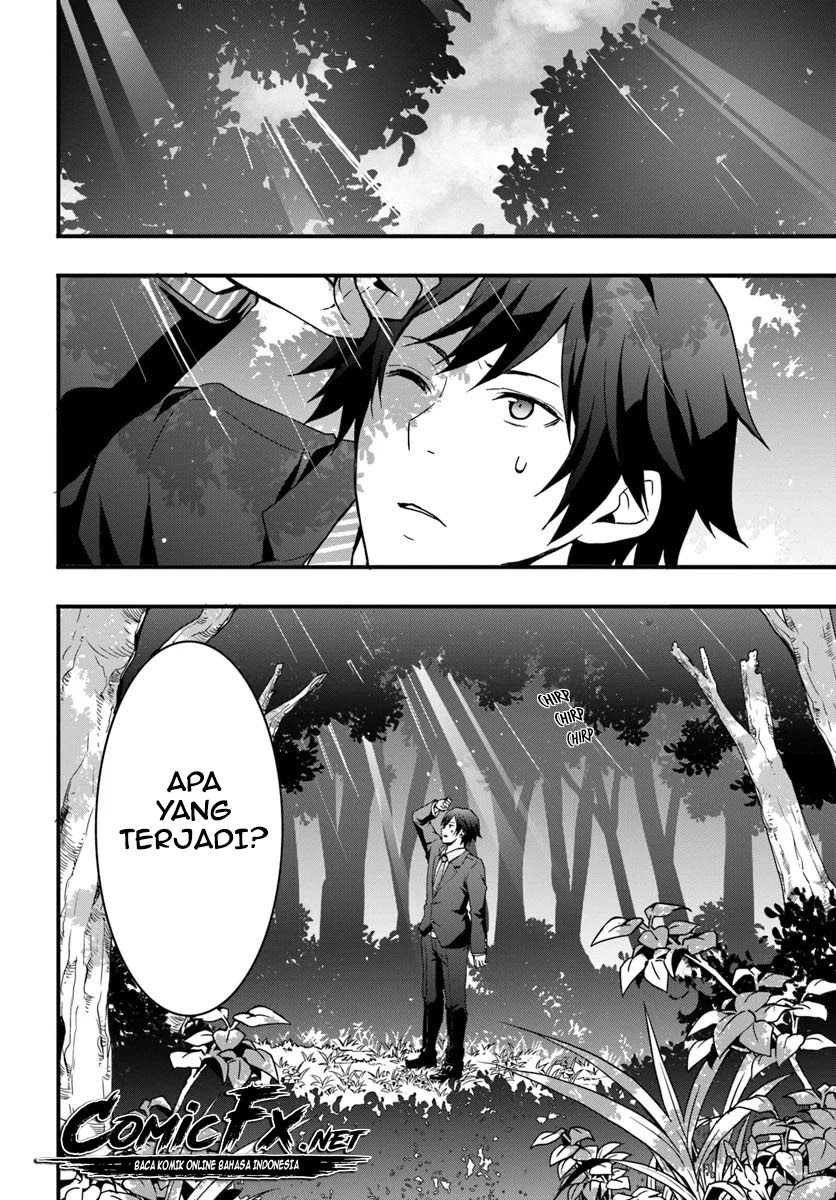 CHIRP
CHIRP
CHIRP
APA
YANG
TERJADI?
COMICFX.NET
BACA KOMIK ONLINE BAHASA INDONESIA